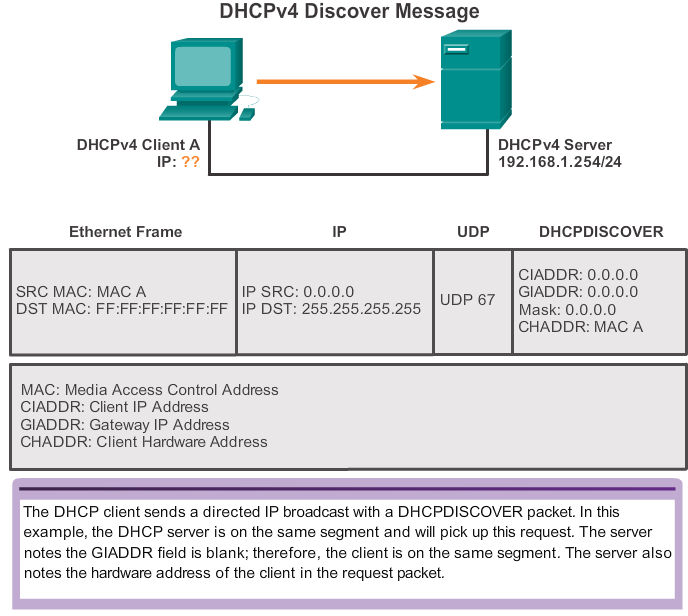 DHCPv4 Discover Message
DHCPv4 Client A
IP: ??
DHCPv4 Server
192.168.1.254/24
Ethernet Frame
IP
UDP
DHCPDISCOVER
SRC MAC: MAC A
DST MAC: FF:FF:FF:FF:FF:FF
IP SRC: 0.0.0.0
IP DST: 255.255.255.255
UDP 67
CIADDR: 0.0.0.0
GIADDR: 0.0.0.0
Mask: 0.0.0.0
CHADDR: MAC A
MAC: Media Access Control Address
CIADDR: Client IP Address
GIADDR: Gateway IP Address
CHADDR: Client Hardware Address
The DHCP client sends a directed IP broadcast with a DHCPDISCOVER packet. In this
example, the DHCP server is on the same segment and will pick up this request. The server
notes the GIADDR field is blank; therefore, the client is on the same segment. The server also
notes the hardware address of the client in the request packet.